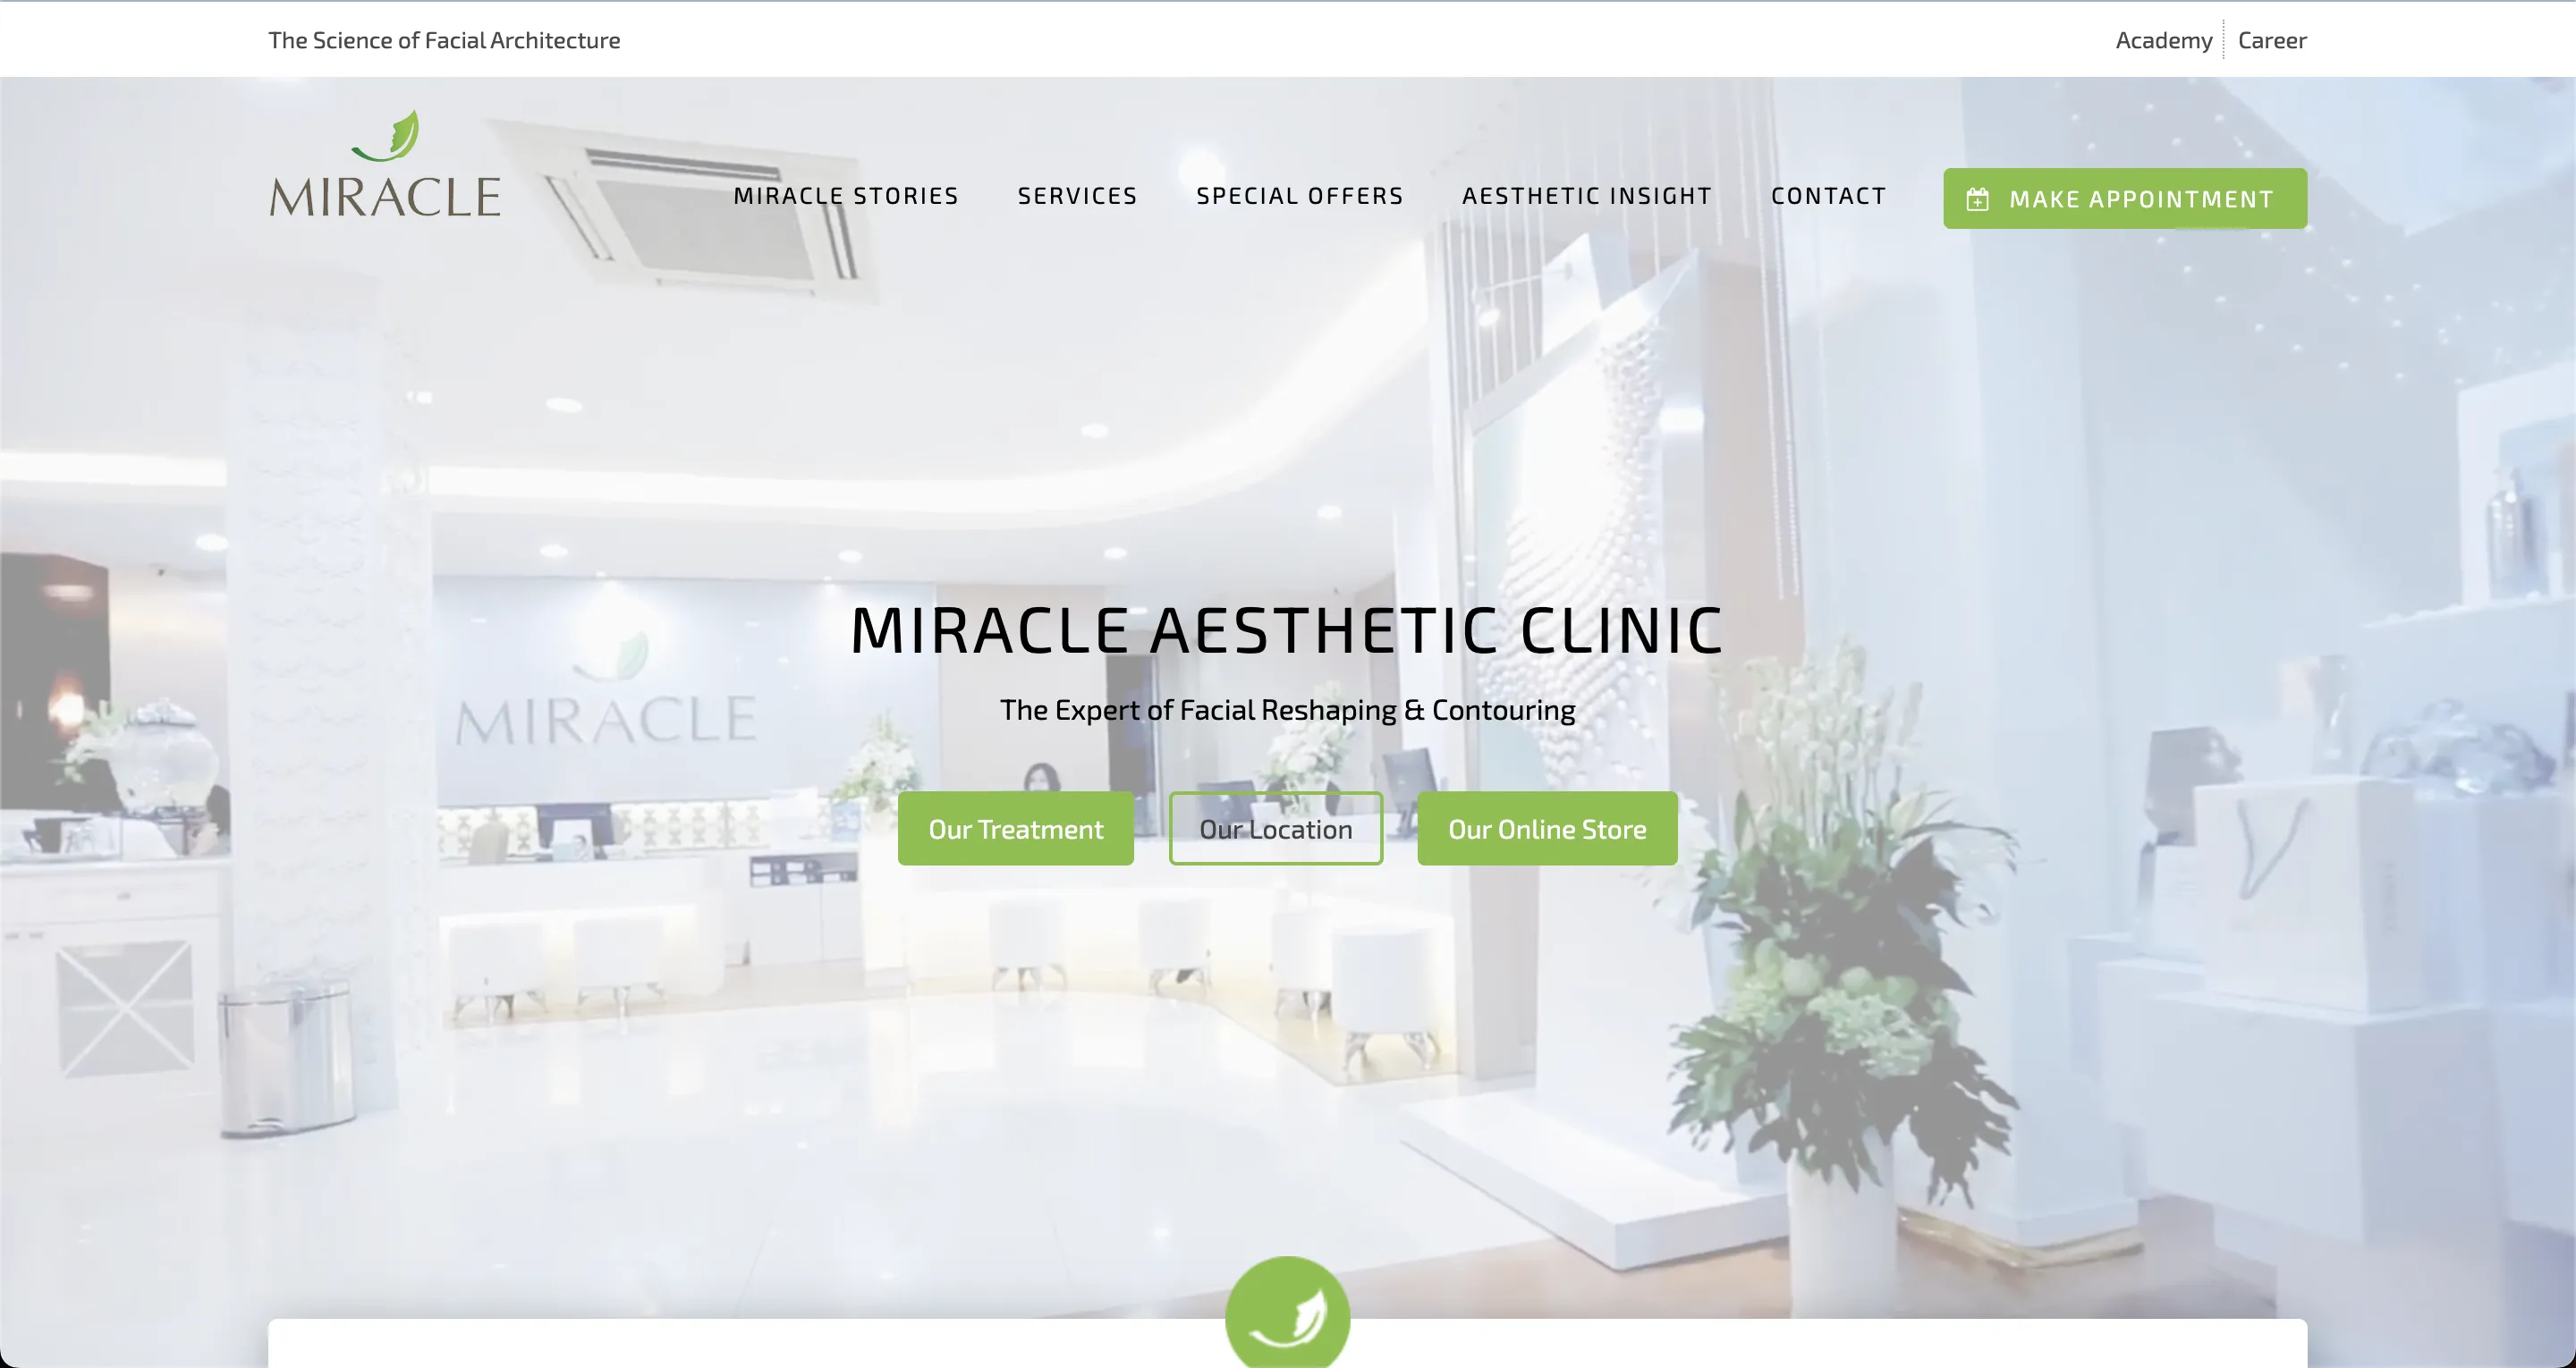 The Science of Facial Architecture
Academy
Career
MIRACLE
MIRACLE STORIES
SERVICES
SPECIAL OFFERS
AESTHETIC INSIGHT
CONTACT
MAKE APPOINTMENT
MIRACLE AESTHETIC CLINIC
MIRACLE
The Expert of Facial Reshaping & Contouring
Our Treatment
Our Location
Our Online Store